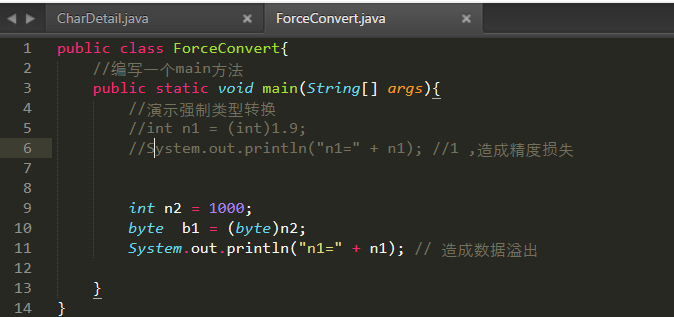 CharDetail.java ForceConvert.java
1 public class ForceConvert{
2 //编写一个main方法
3 public static void main(String[] args){
4 //演示强制类型转换
5 //int n1 = (int)1.9;
6 //System.out.println("n1=" + n1); //1 ,造成精度损失
7
8
9 int n2 = 1000;
10 byte  b1 = (byte)n2;
11 System.out.println("n1=" + n1); // 造成数据溢出
12
13 }
14 }